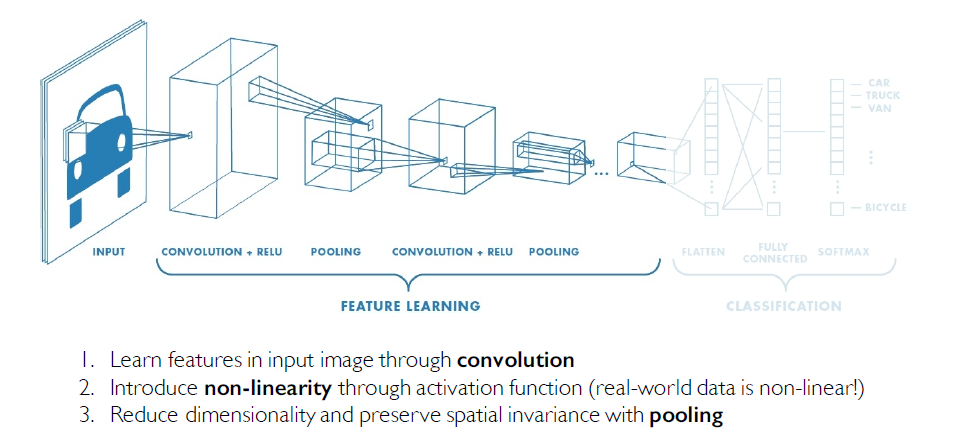 CAR
TRUCK
VAN
BICYCLE
INPUT
CONVOLUTION + RELU
POOLING
CONVOLUTION + RELU
POOLING
...
FLATTEN
FULLY
CONNECTED
SOFTMAX
FEATURE LEARNING
CLASSIFICATION
1. Learn features in input image through convolution
2. Introduce non-linearity through activation function (real-world data is non-linear!)
3. Reduce dimensionality and preserve spatial invariance with pooling